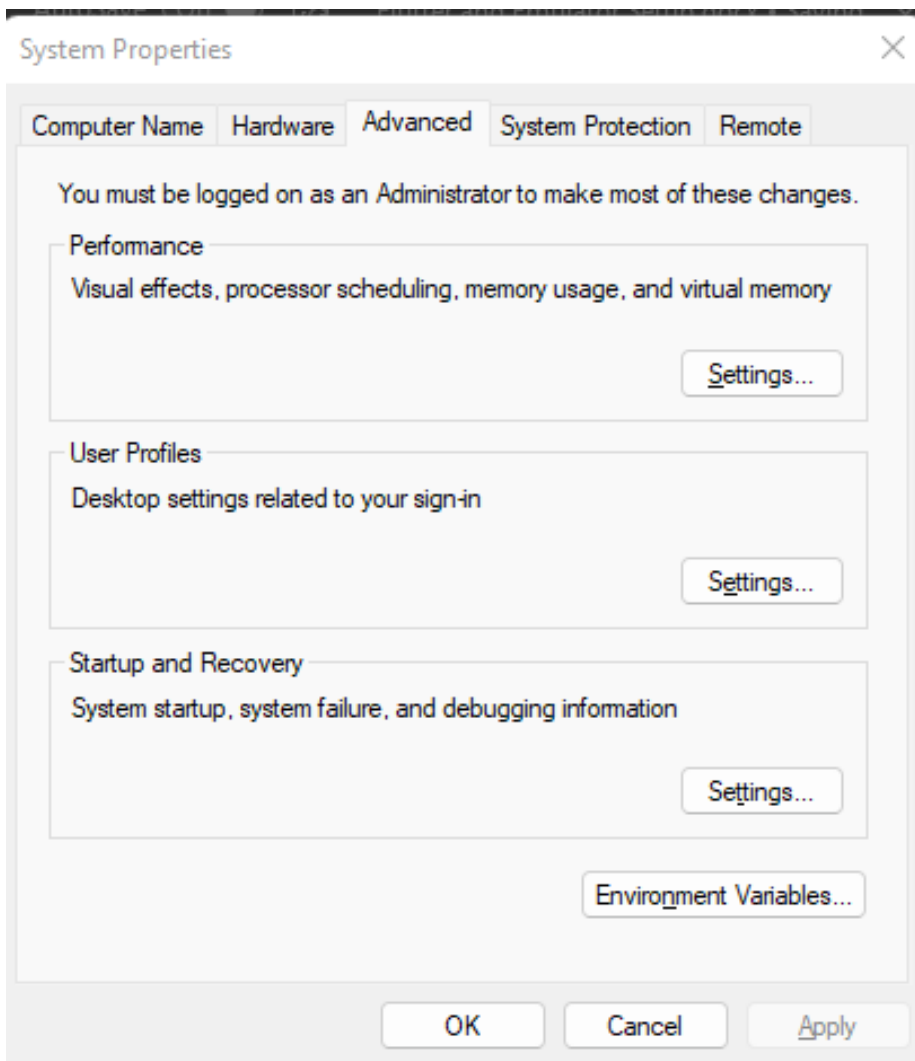 System Properties
Computer Name Hardware Advanced System Protection Remote
You must be logged on as an Administrator to make most of these changes.
Performance
Visual effects, processor scheduling, memory usage, and virtual memory
Settings...
User Profiles
Desktop settings related to your sign-in
Settings...
Startup and Recovery
System startup, system failure, and debugging information
Settings...
Environment Variables...
OK Cancel Apply